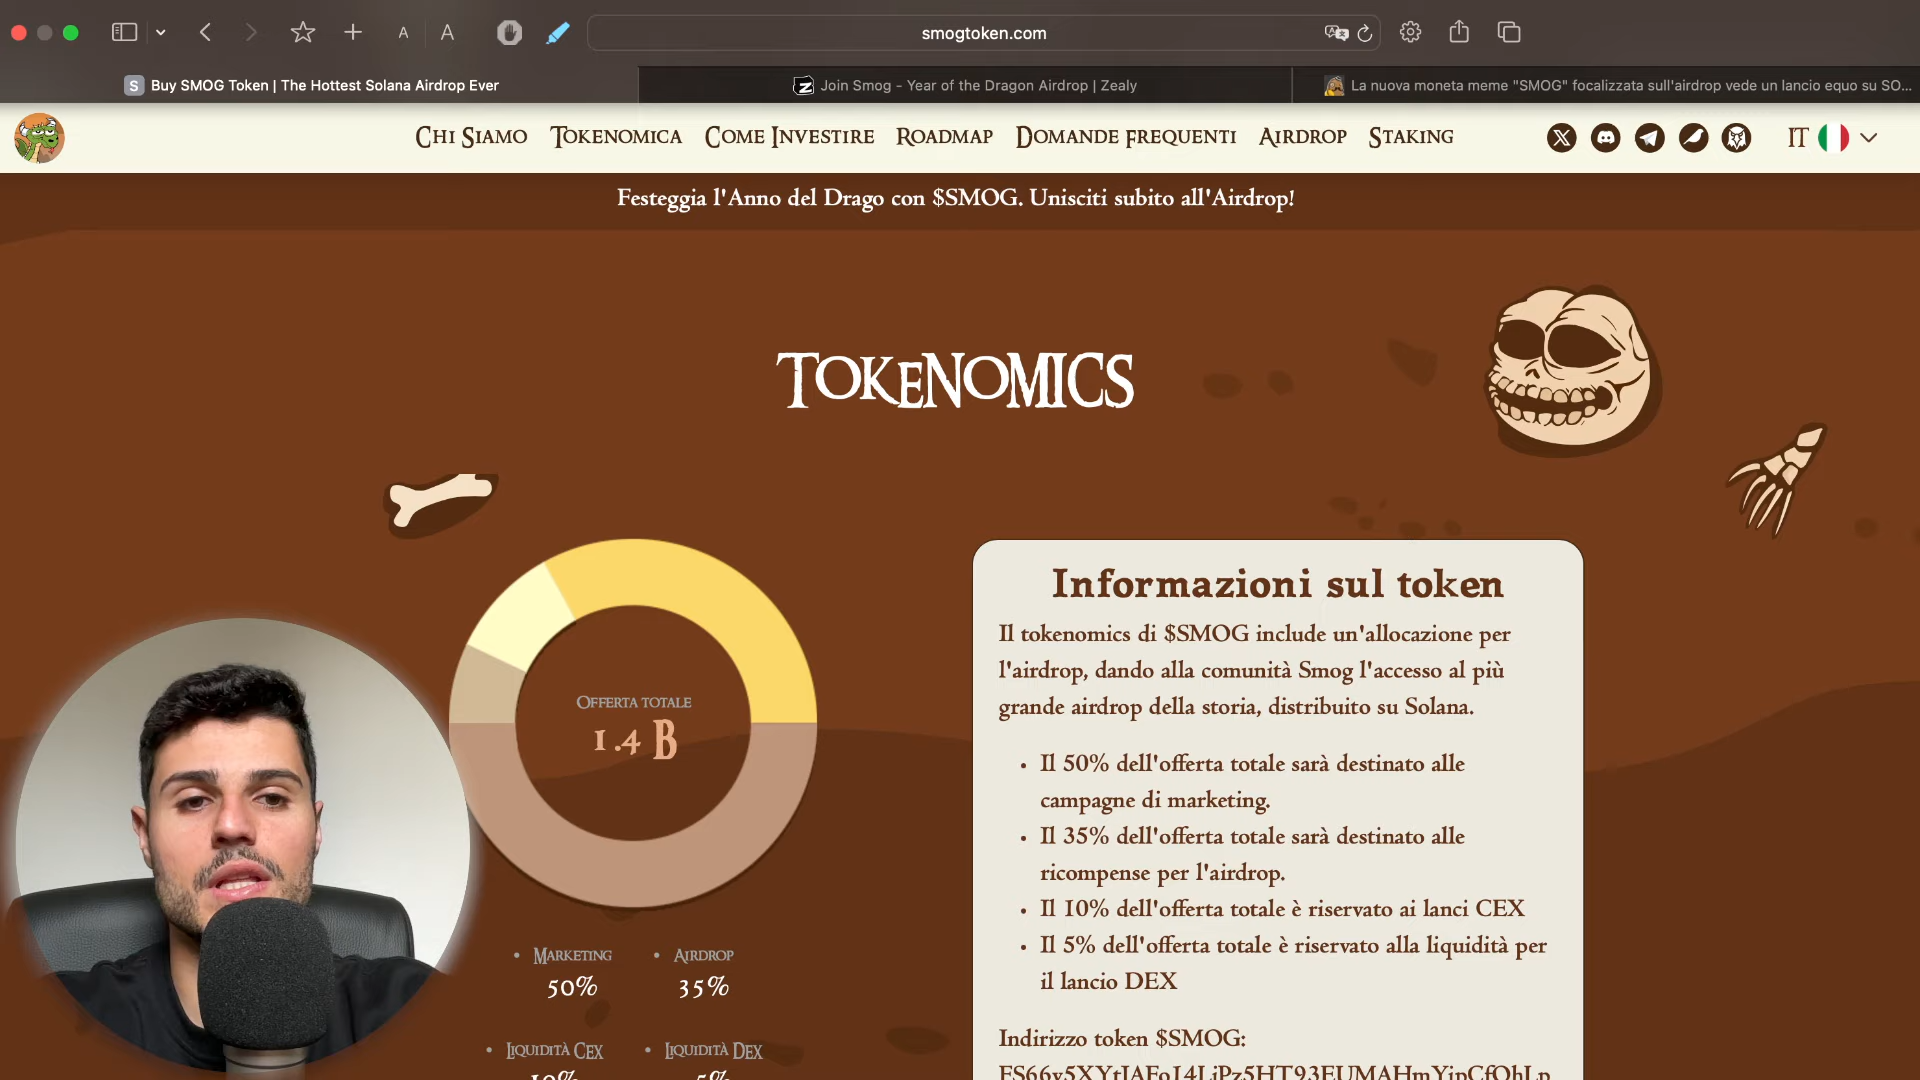 smogtoken.com
S Buy SMOG Token | The Hottest Solana Airdrop Ever
Join Smog - Year of the Dragon Airdrop | Zealy
La nuova moneta meme "SMOG" focalizzata sull'airdrop vede un lancio equo su SO...
Chi Siamo Tokenomica Come Investire Roadmap Domande frequenti Airdrop Staking IT
Festeggia l'Anno del Drago con $SMOG. Unisciti subito all'Airdrop!
Tokenomics
Offerta totale
1.4 B
Marketing
50%
Airdrop
35%
Liquidità Cex
10%
Liquidità Dex
5%
Informazioni sul token
Il tokenomics di $SMOG include un'allocazione per
l'airdrop, dando alla comunità Smog l'accesso al più
grande airdrop della storia, distribuito su Solana.
• Il 50% dell'offerta totale sarà destinato alle
campagne di marketing.
• Il 35% dell'offerta totale sarà destinato alle
ricompense per l'airdrop.
• Il 10% dell'offerta totale è riservato ai lanci CEX
• Il 5% dell'offerta totale è riservato alla liquidità per
il lancio DEX
Indirizzo token $SMOG: